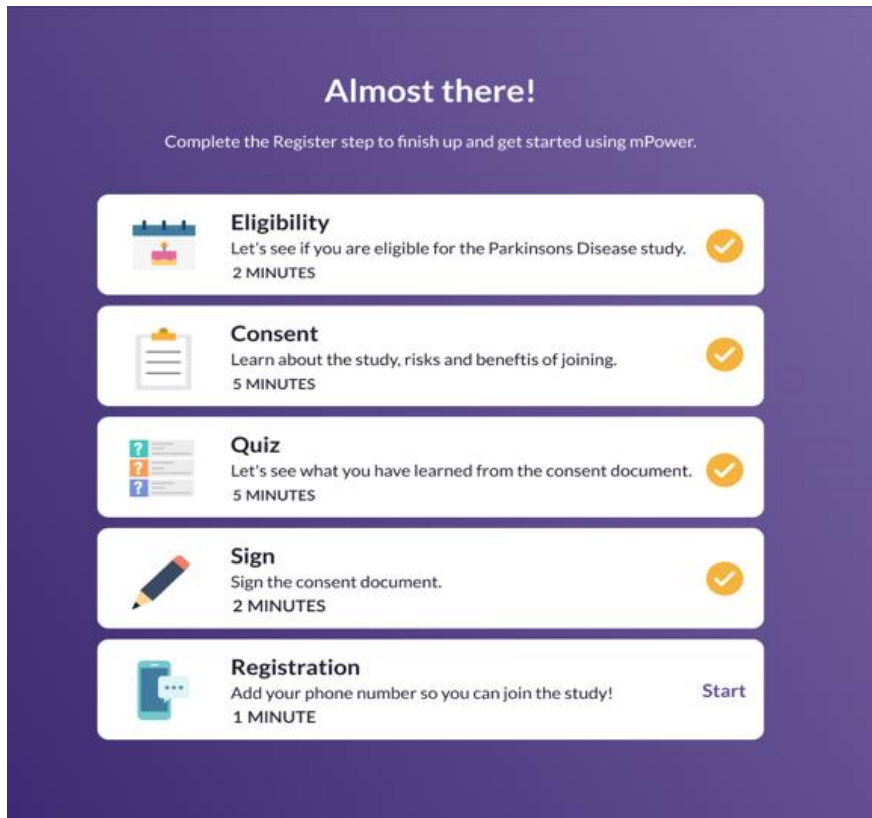 Almost there!
Complete the Register step to finish up and get started using mPower.
Eligibility
Let's see if you are eligible for the Parkinsons Disease study.
2 MINUTES
Consent
Learn about the study, risks and beneftis of joining.
5 MINUTES
?
?
?
Quiz
Let's see what you have learned from the consent document.
5 MINUTES
Sign
Sign the consent document.
2 MINUTES
Registration
Add your phone number so you can join the study!
1 MINUTE
Start